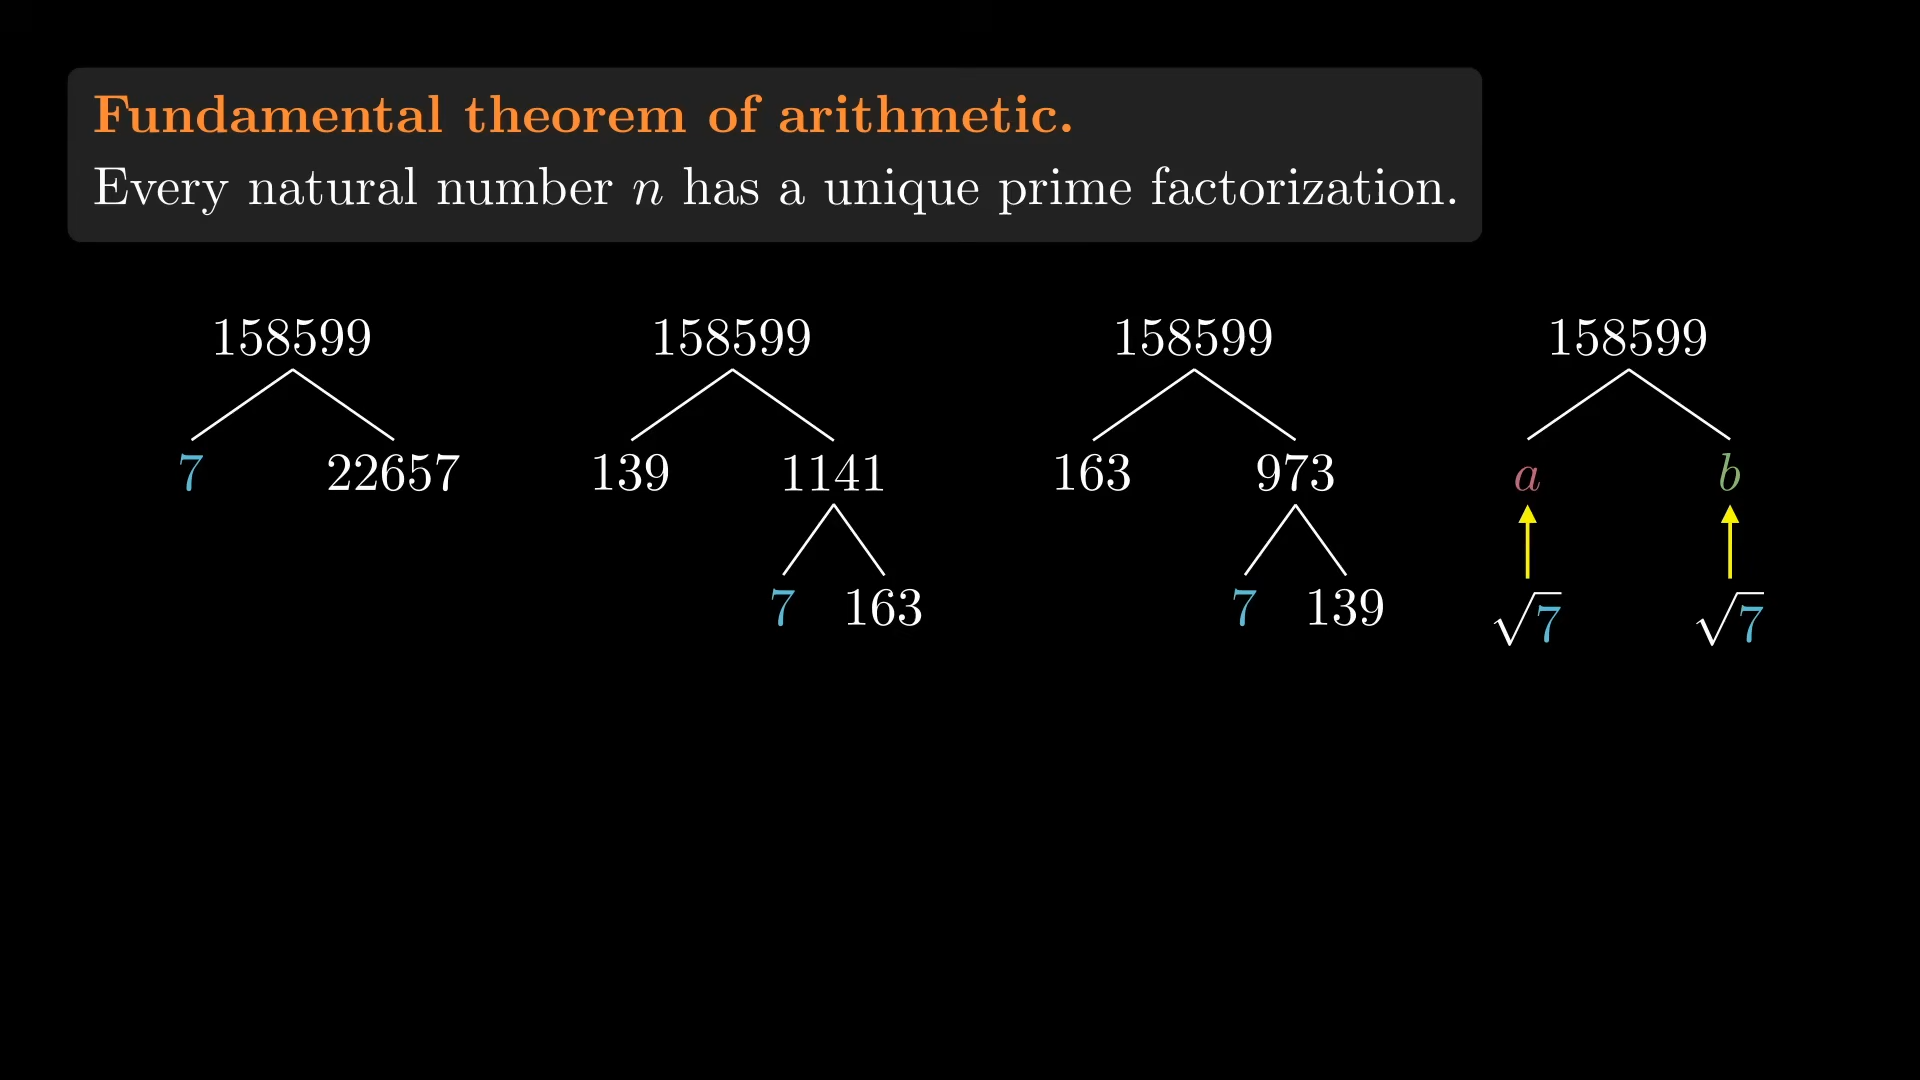 Fundamental theorem of arithmetic.
Every natural number n has a unique prime factorization.
158599 158599 158599 158599
7 22657 139 1141 163 973 a b
7 163 7 139 √7 √7